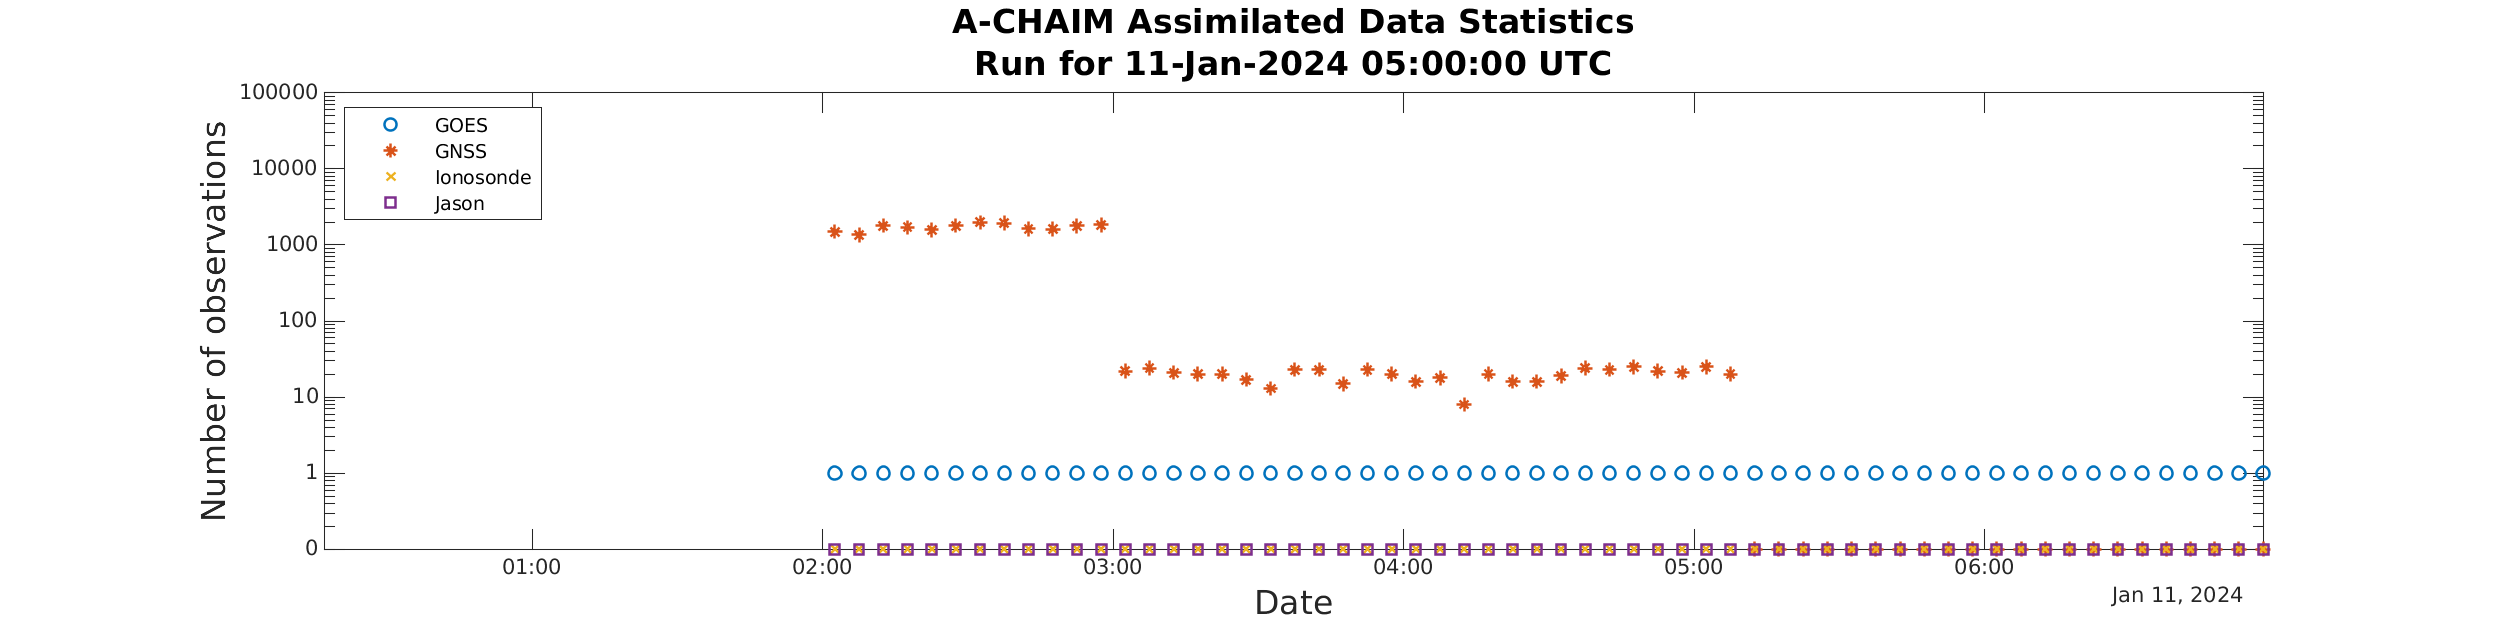 A-CHAIM Assimilated Data Statistics
Run for 11-Jan-2024 05:00:00 UTC
Number of observations
100000
10000
1000
100
10
1
0
GOES
GNSS
Ionosonde
Jason
01:00 02:00 03:00 04:00 05:00 06:00
Date
Jan 11, 2024